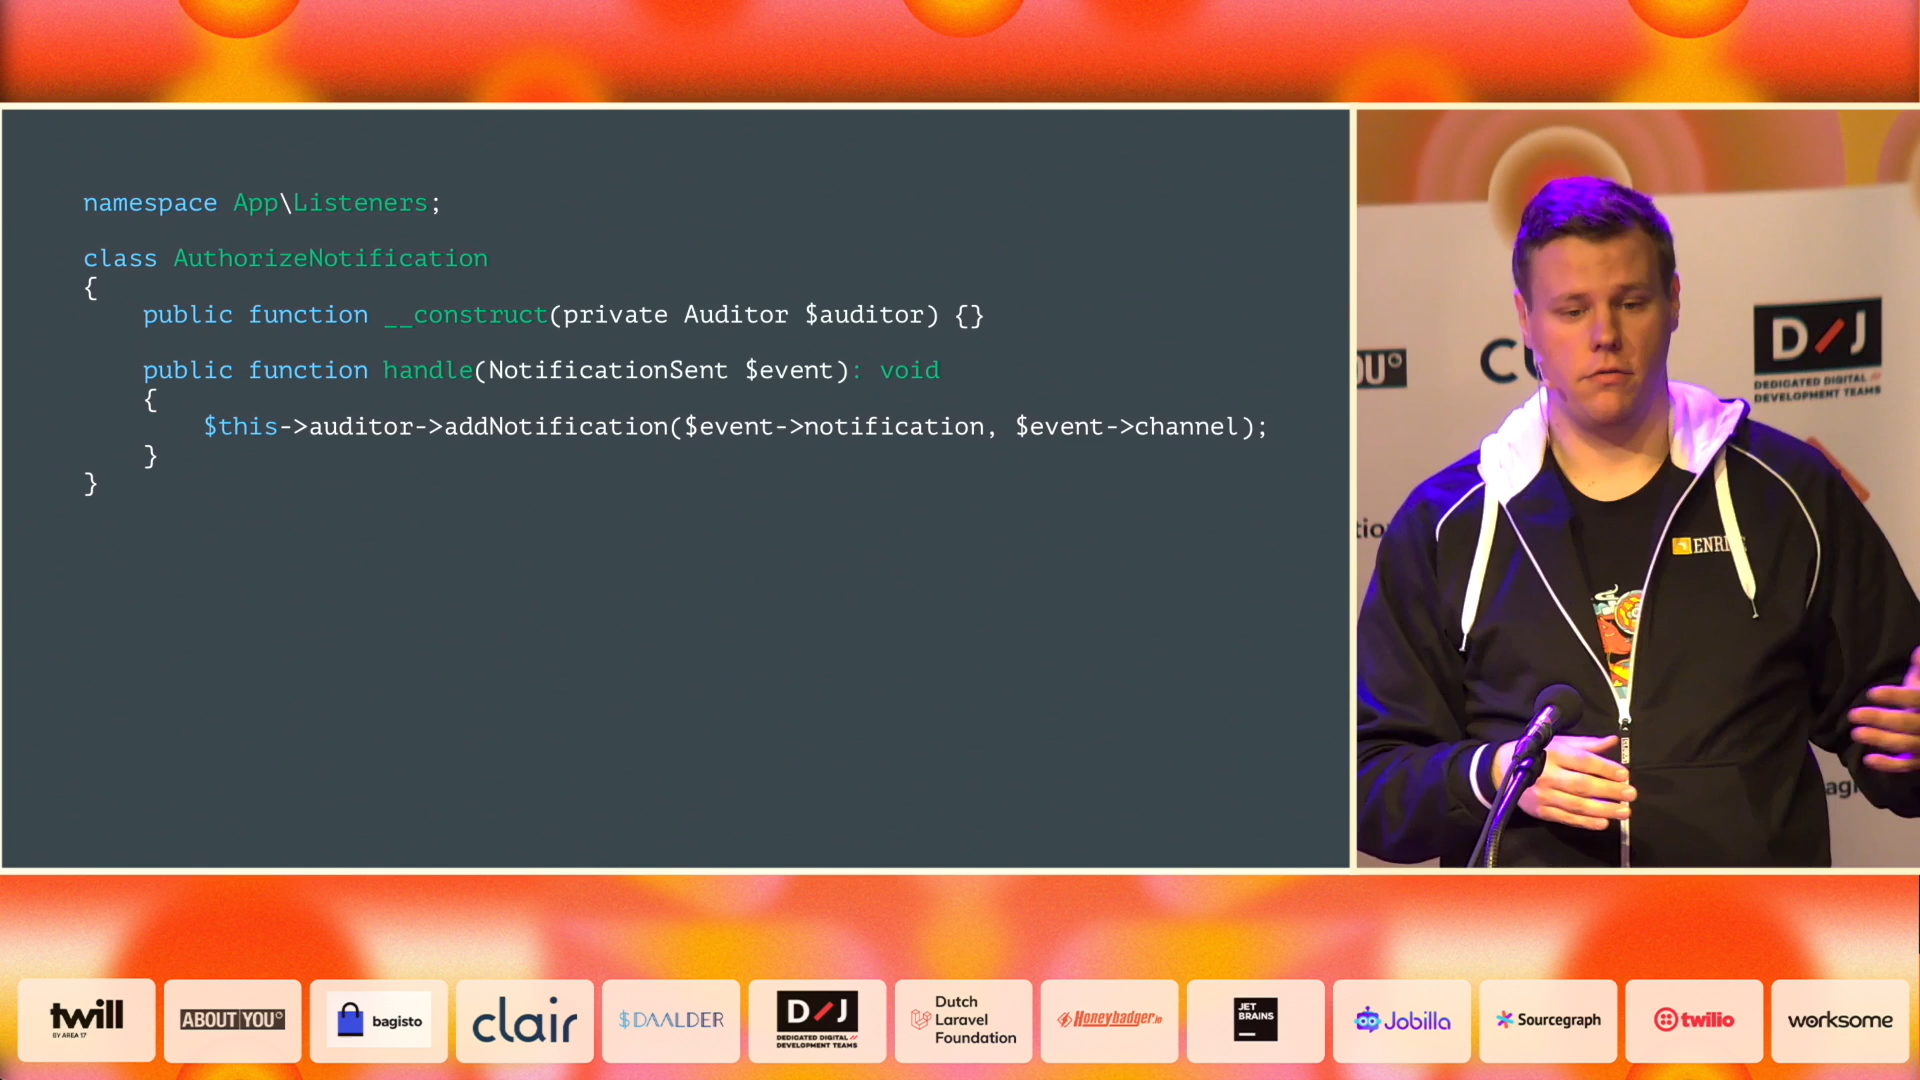 namespace App\Listeners;
class AuthorizeNotification
{
public function __construct(private Auditor $auditor) {}
public function handle(NotificationSent $event): void
{
$this->auditor->addNotification($event->notification, $event->channel);
}
}
D/J
DEDICATED DIGITAL //
DEVELOPMENT TEAMS
twill
BY AREA 17
ABOUT YOU°
bagisto
clair
$DAALDER
D/J
DEDICATED DIGITAL //
DEVELOPMENT TEAMS
Dutch
Laravel
Foundation
Honeybadger.io
JET
BRAINS
Jobilla
Sourcegraph
twilio
worksome